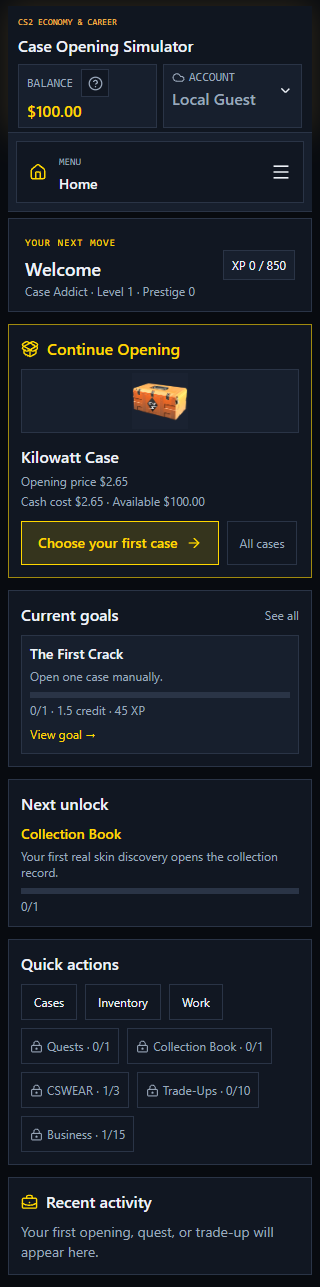 CS2 ECONOMY & CAREER
Case Opening Simulator
BALANCE
$100.00
ACCOUNT
Local Guest
MENU
Home
YOUR NEXT MOVE
Welcome
Case Addict · Level 1 · Prestige 0
XP 0 / 850
Continue Opening
Kilowatt Case
Opening price $2.65
Cash cost $2.65 · Available $100.00
Choose your first case →
All cases
Current goals
See all
The First Crack
Open one case manually.
0/1 · 1.5 credit · 45 XP
View goal →
Next unlock
Collection Book
Your first real skin discovery opens the collection
record.
0/1
Quick actions
Cases
Inventory
Work
Quests · 0/1
Collection Book · 0/1
CSWEAR · 1/3
Trade-Ups · 0/10
Business · 1/15
Recent activity
Your first opening, quest, or trade-up will
appear here.